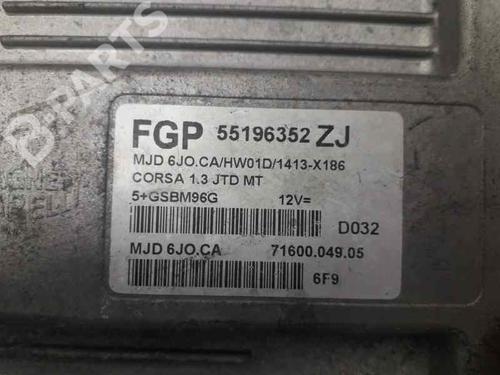 B-PARTS
FGP 55196352 ZJ
MJD 6JO.CA/HW01D/1413-X186
CORSA 1.3 JTD MT
5+GSBM96G 12V=
D032
MJD 6JO.CA 71600.049.05
6F9